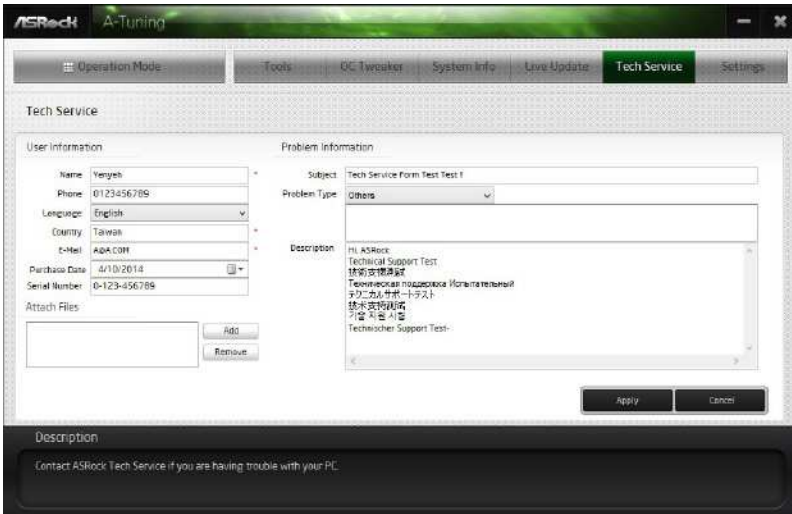 ASRock A-Tuning
Operation Mode Tools OC Tweaker System Info Live Update Tech Service Settings
Tech Service
User Information Problem Information
Name Yenyeh * Subject Tech Service Form Test Test !
Phone 0123456789 Problem Type Others
Language English
Country Taiwan *
E-Mail A@A.COM * Description Hi, ASRock
Purchase Date 4/10/2014 Technical Support Test
Serial Number 0-123-456789 技術支援測試
Техническая поддержка Испытательный
テクニカルサポートテスト
技术支持测试
기술 지원 시험
Technischer Support Test-
Attach Files
Add
Remove
Apply Cancel
Description
Contact ASRock Tech Service if you are having trouble with your PC.